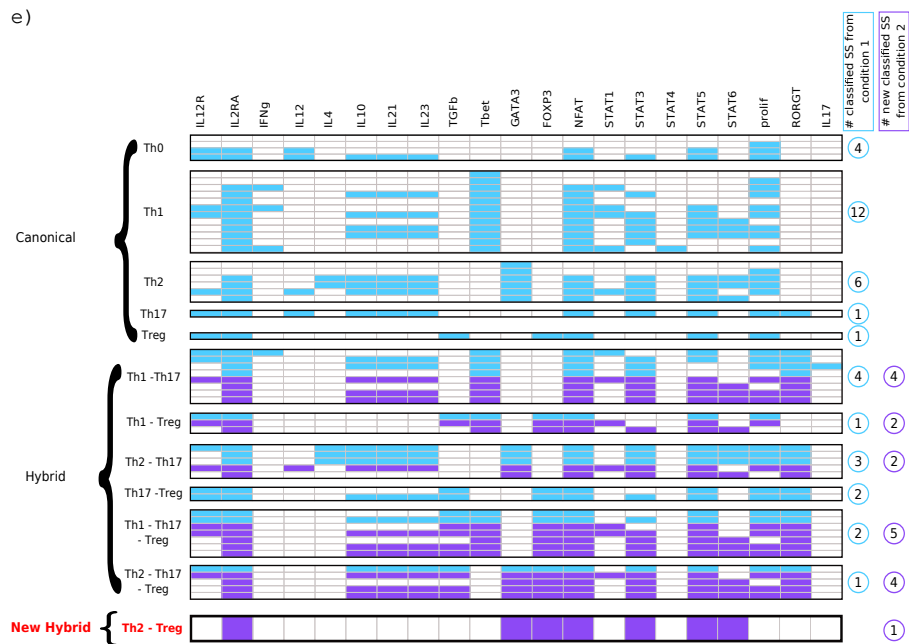 e)
# classified SS from
condition 1
# new classified SS
from condition 2
IL12R
IL2RA
IFNg
IL12
IL4
IL10
IL21
IL23
TGFb
Tbet
GATA3
FOXP3
NFAT
STAT1
STAT3
STAT4
STAT5
STAT6
prolif
RORGT
IL17
Canonical
Th0
4
Th1
12
Th2
6
Th17
1
Treg
1
Hybrid
Th1 -Th17
4
4
Th1 - Treg
1
2
Th2 - Th17
3
2
Th17 -Treg
2
Th1 - Th17
- Treg
2
5
Th2 - Th17
- Treg
1
4
New Hybrid
Th2 - Treg
1